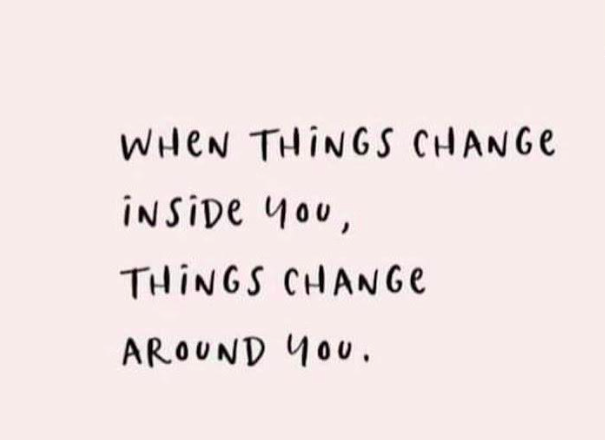 WHeN THiNGS CHANGe
iNSiDe YOU,
THiNGS CHANGe
AROUND YOU.